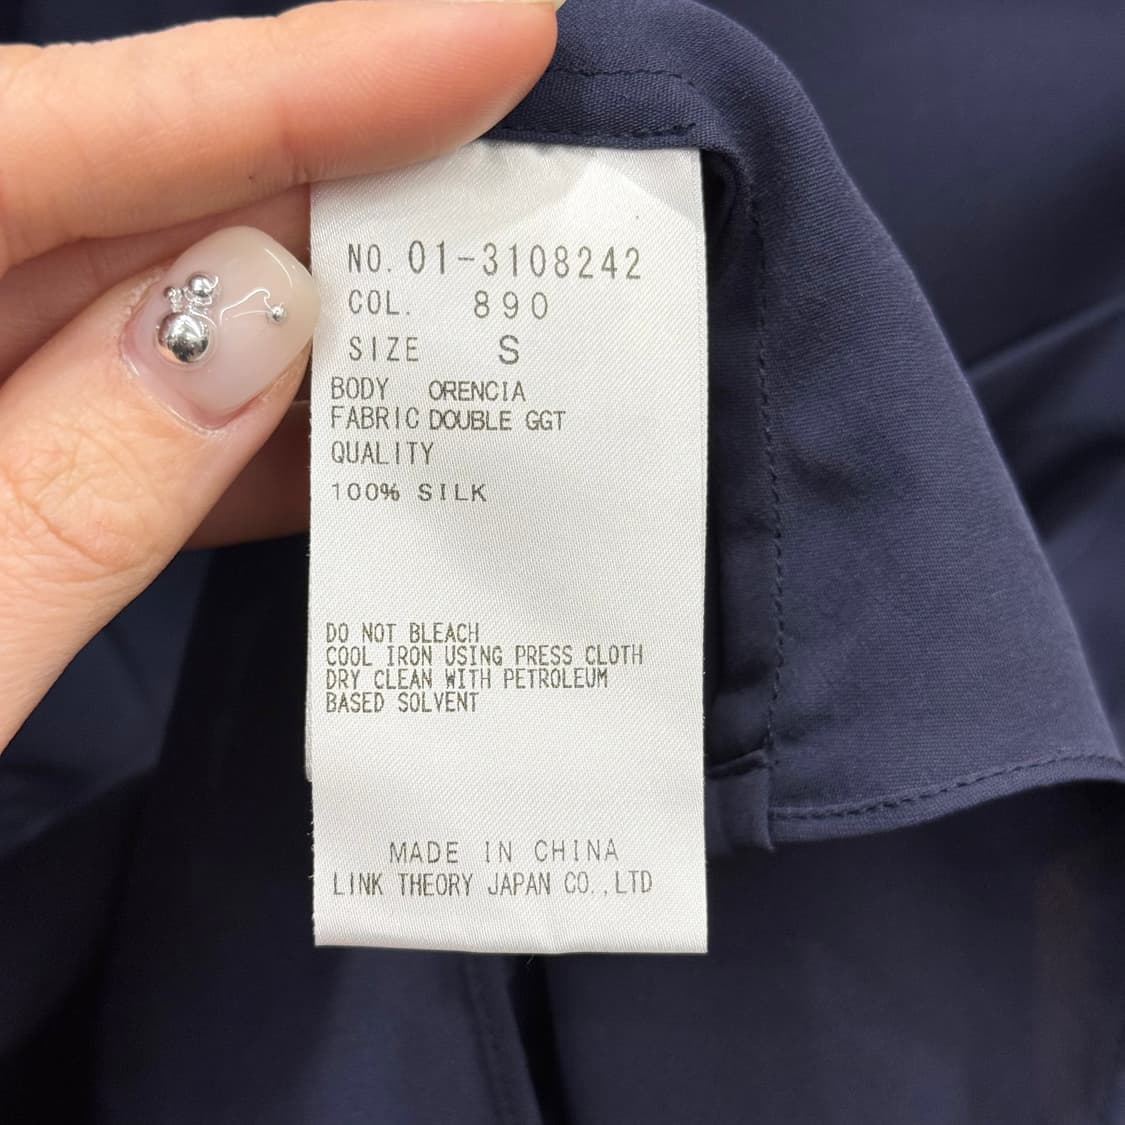 NO. 01-3108242
COL. 890
SIZE S
BODY ORENCIA
FABRIC DOUBLE GGT
QUALITY
100% SILK
DO NOT BLEACH
COOL IRON USING PRESS CLOTH
DRY CLEAN WITH PETROLEUM
BASED SOLVENT
MADE IN CHINA
LINK THEORY JAPAN CO.,LTD